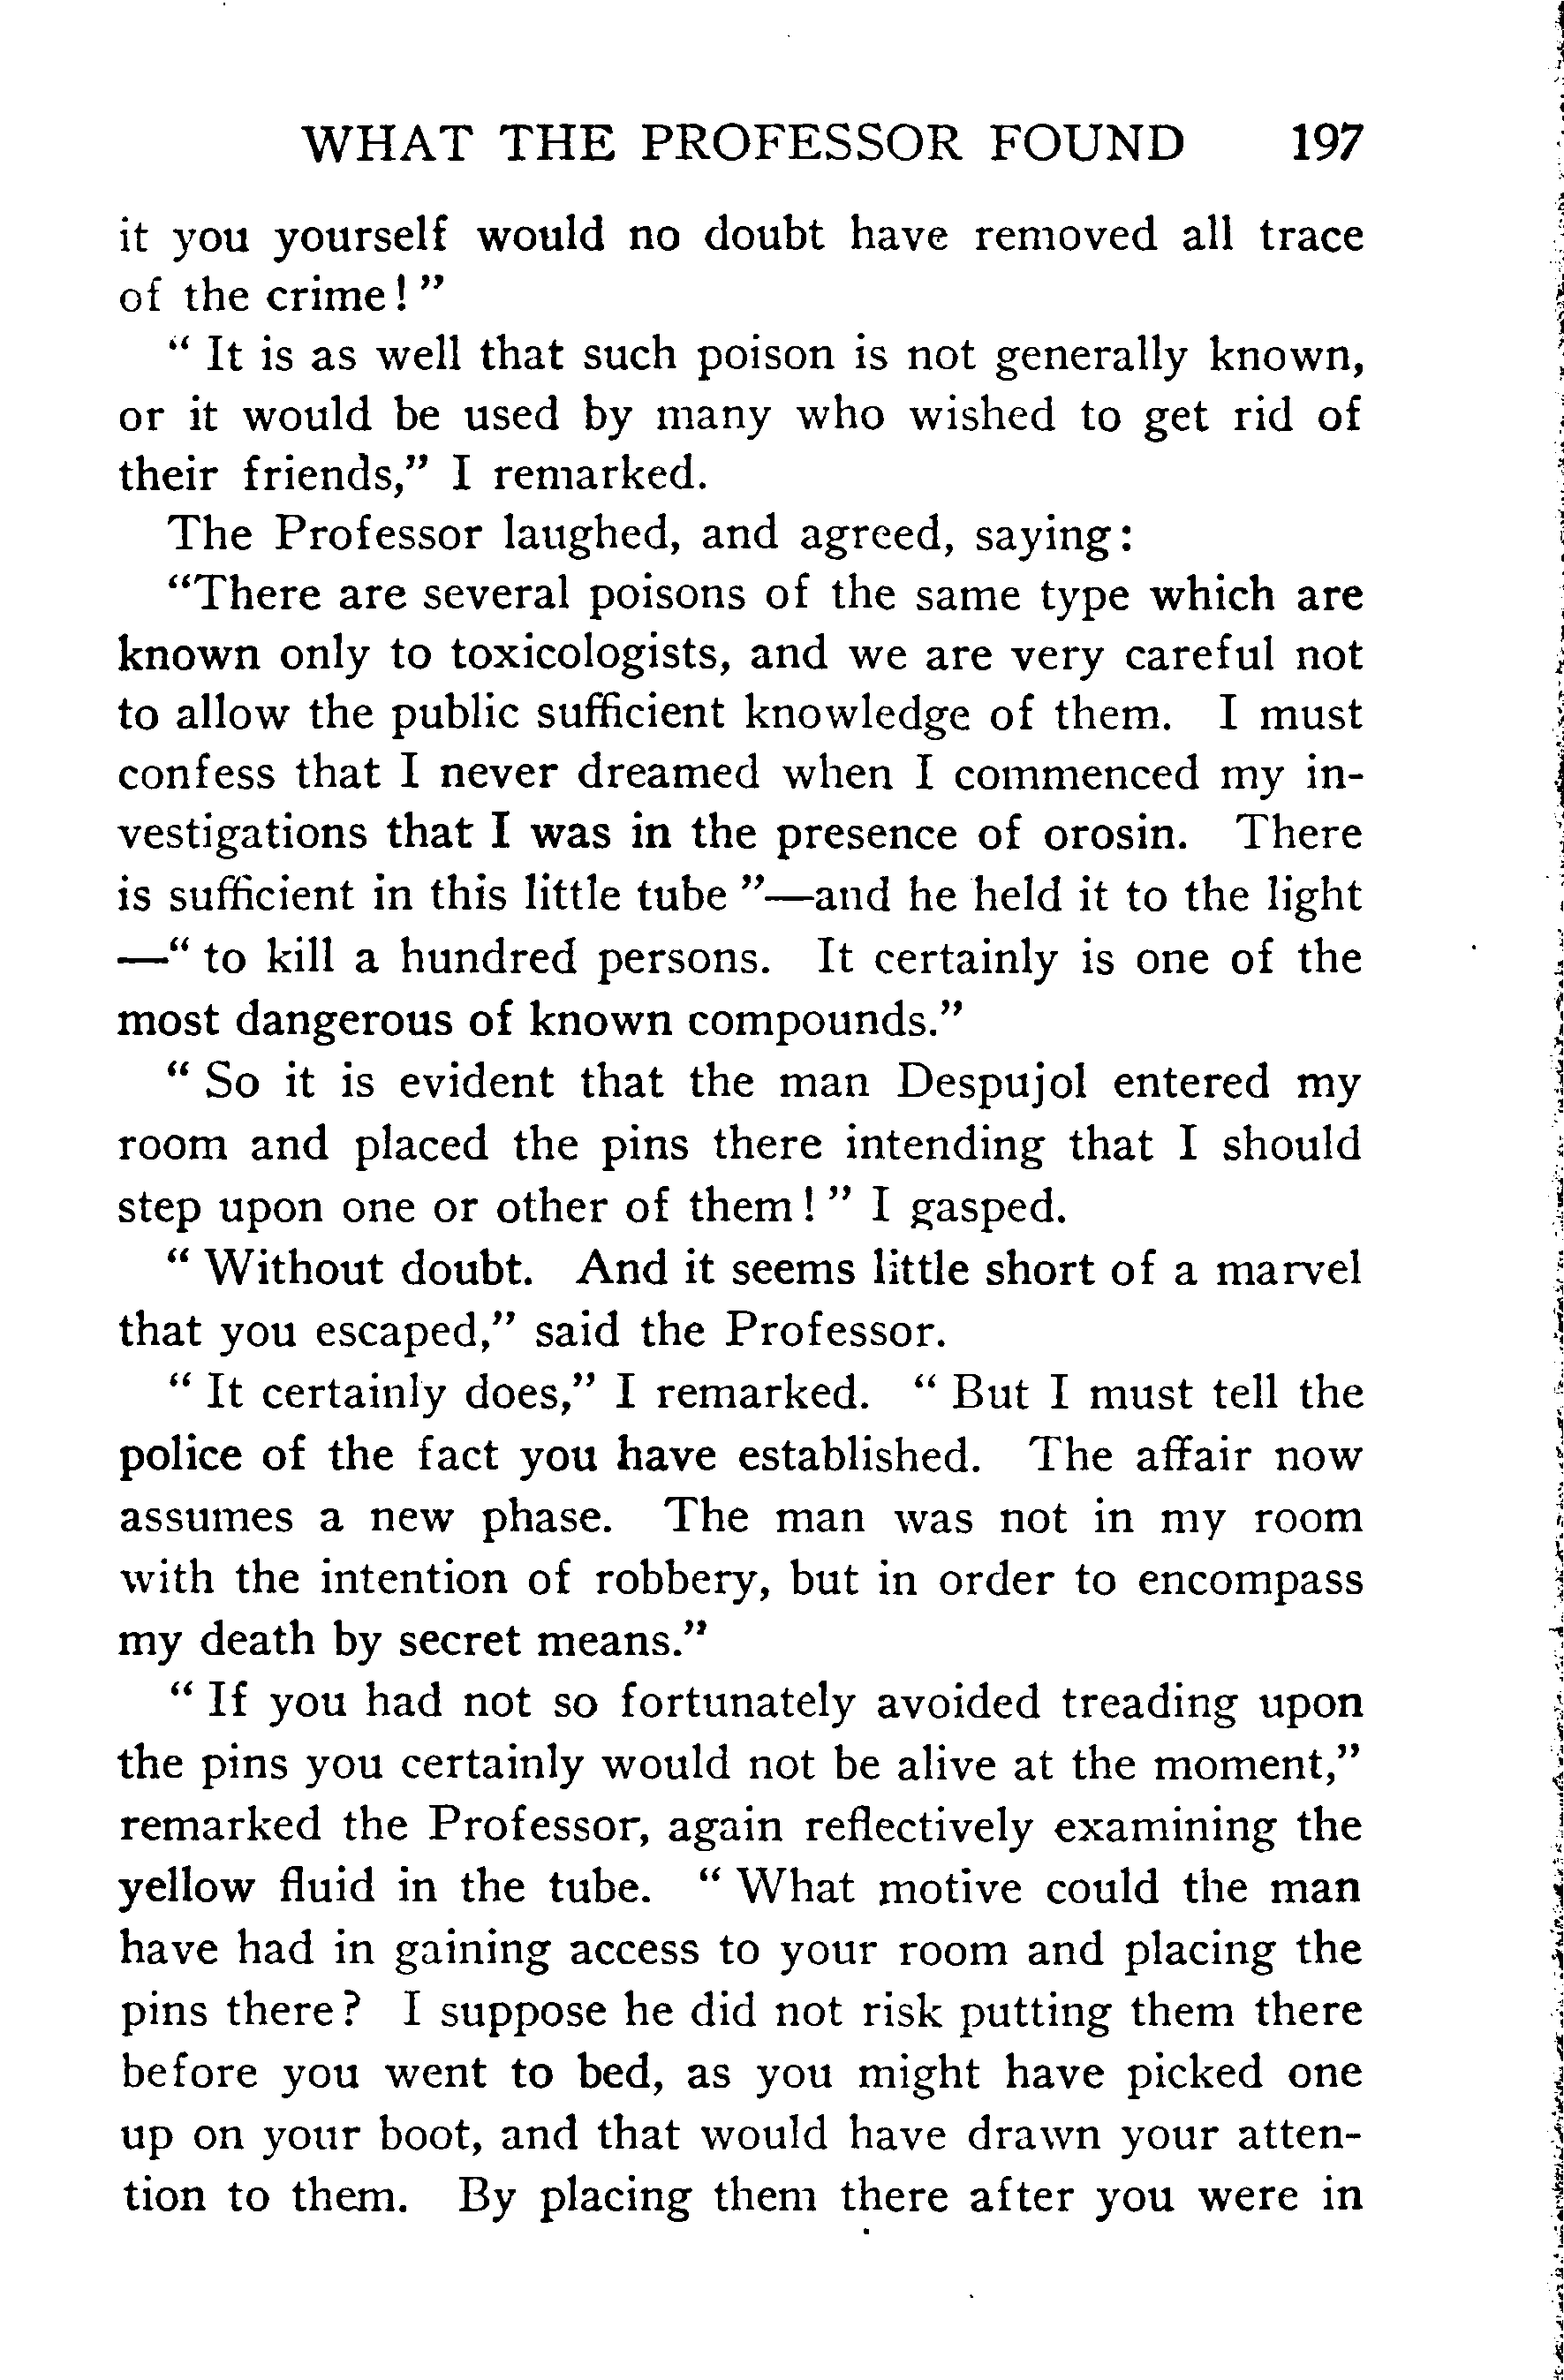 WHAT THE PROFESSOR FOUND 197
it you yourself would no doubt have removed all trace
of the crime! "
" It is as well that such poison is not generally known,
or it would be used by many who wished to get rid of
their friends," I remarked.
The Professor laughed, and agreed, saying:
"There are several poisons of the same type which are
known only to toxicologists, and we are very careful not
to allow the public sufficient knowledge of them. I must
confess that I never dreamed when I commenced my in-
vestigations that I was in the presence of orosin. There
is sufficient in this little tube "—and he held it to the light
—" to kill a hundred persons. It certainly is one of the
most dangerous of known compounds."
" So it is evident that the man Despujol entered my
room and placed the pins there intending that I should
step upon one or other of them! " I gasped.
" Without doubt. And it seems little short of a marvel
that you escaped," said the Professor.
" It certainly does," I remarked. " But I must tell the
police of the fact you have established. The affair now
assumes a new phase. The man was not in my room
with the intention of robbery, but in order to encompass
my death by secret means."
" If you had not so fortunately avoided treading upon
the pins you certainly would not be alive at the moment,"
remarked the Professor, again reflectively examining the
yellow fluid in the tube. " What motive could the man
have had in gaining access to your room and placing the
pins there? I suppose he did not risk putting them there
before you went to bed, as you might have picked one
up on your boot, and that would have drawn your atten-
tion to them. By placing them there after you were in